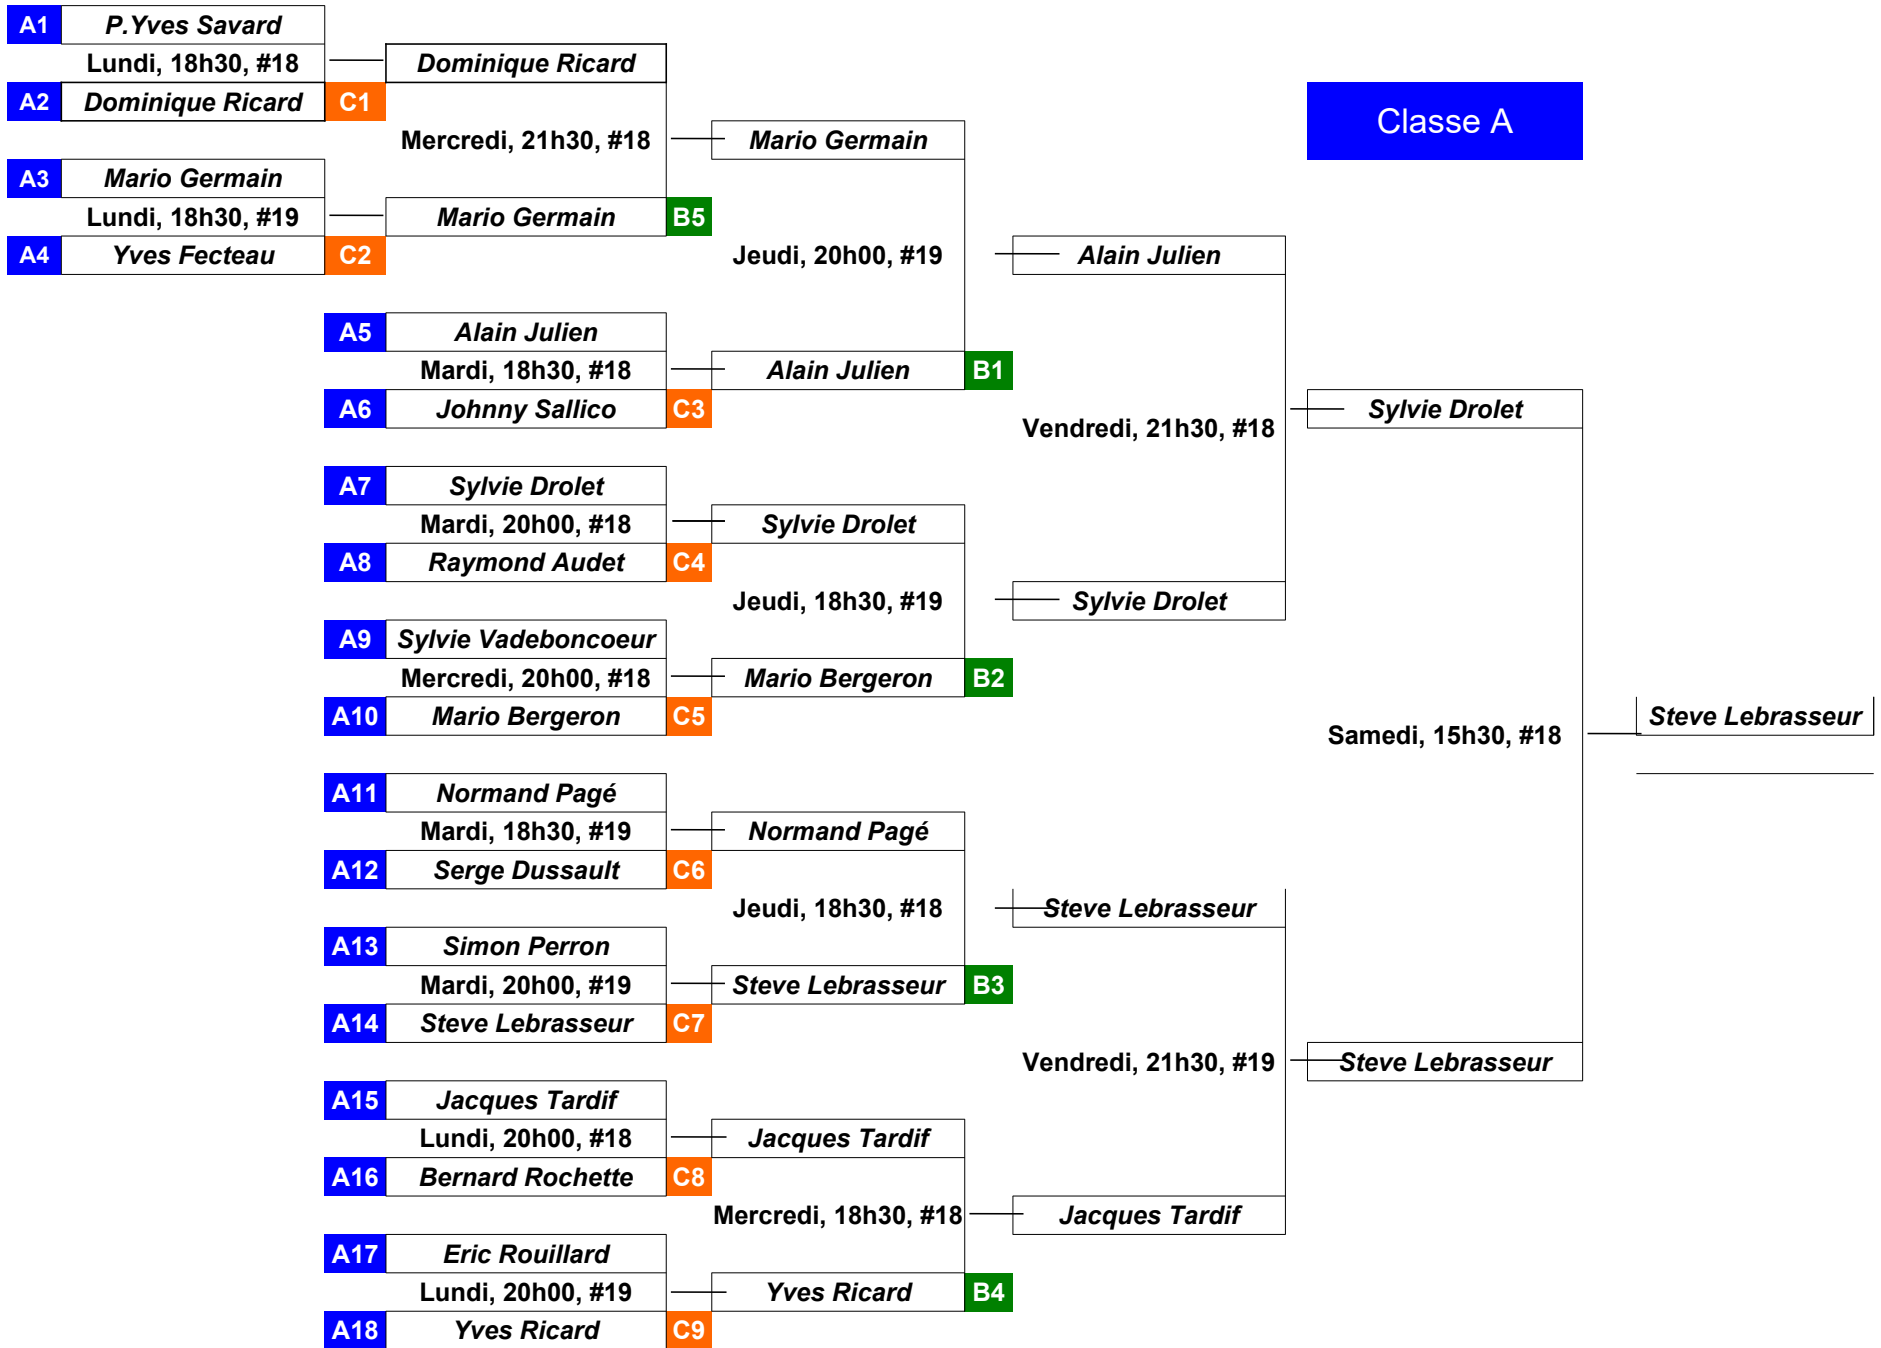 A1 P.Yves Savard
Lundi, 18h30, #18 Dominique Ricard
A2 Dominique Ricard C1 Classe A
Mercredi, 21h30, #18 Mario Germain
A3 Mario Germain
Lundi, 18h30, #19 Mario Germain B5
A4 Yves Fecteau C2 Jeudi, 20h00, #19 Alain Julien
A5 Alain Julien
Mardi, 18h30, #18 Alain Julien B1
A6 Johnny Sallico C3 Sylvie Drolet
Vendredi, 21h30, #18
A7 Sylvie Drolet
Mardi, 20h00, #18 Sylvie Drolet
A8 Raymond Audet C4
Jeudi, 18h30, #19 Sylvie Drolet
A9 Sylvie Vadeboncoeur
Mercredi, 20h00, #18 Mario Bergeron B2
A10 Mario Bergeron C5 Steve Lebrasseur
Samedi, 15h30, #18
A11 Normand Pagé
Mardi, 18h30, #19 Normand Pagé
A12 Serge Dussault C6
Jeudi, 18h30, #18 Steve Lebrasseur
A13 Simon Perron
Mardi, 20h00, #19 Steve Lebrasseur B3
A14 Steve Lebrasseur C7
Vendredi, 21h30, #19 Steve Lebrasseur
A15 Jacques Tardif
Lundi, 20h00, #18 Jacques Tardif
A16 Bernard Rochette C8
Mercredi, 18h30, #18 Jacques Tardif
A17 Eric Rouillard
Lundi, 20h00, #19 Yves Ricard B4
A18 Yves Ricard C9